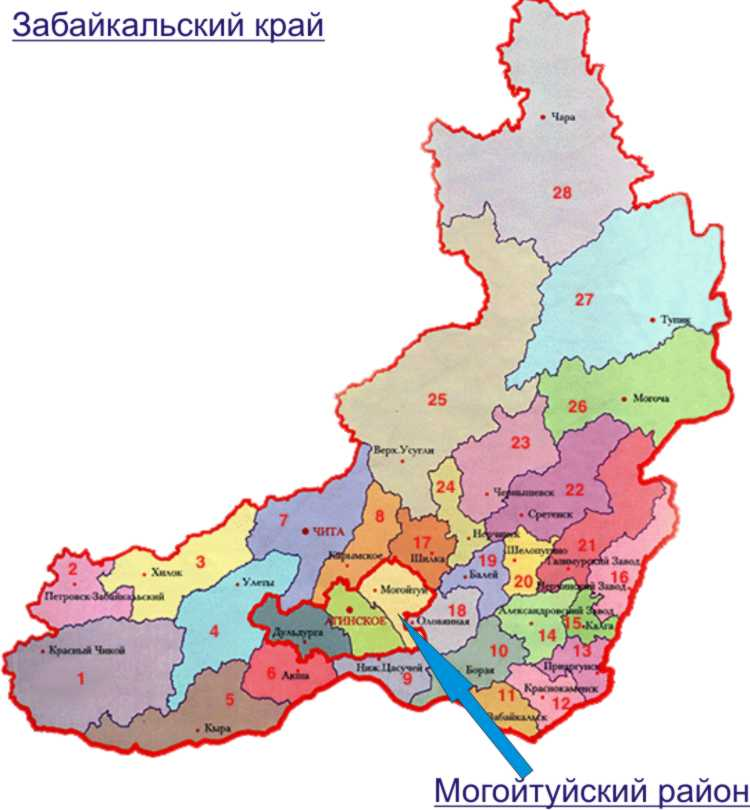 Забайкальский край
Чара
28
27
Тупик
25
26
Могоча
23
Верх.Усугли
24
Чернышевск
22
7
8
Сретенск
ЧИТА
17
Нерчинск
21
3
Карымское
Шилка
19
Шелопугино
Газимурский Завод
2
Хилок
Улеты
Балей
20
16
Петровск-Забайкальский
Могойтуй
Нерчинский Завод
АГИНСКОЕ
18
Александровский Завод
4
Дульдурга
Оловянная
14
15
Калга
Красный Чикой
10
13
1
6
Акша
Ниж.Цасучей
9
Борзя
Приаргунск
5
11
Краснокаменск
12
Забайкальск
Кыра
Могойтуйский район